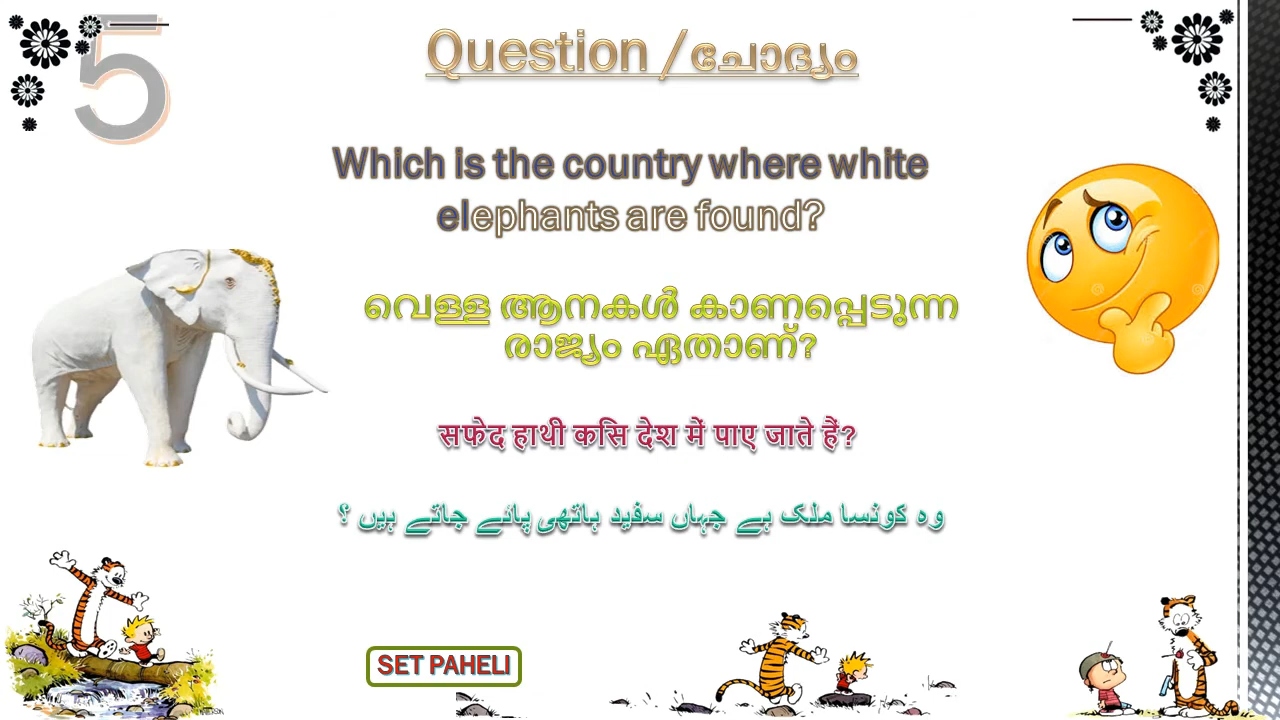 5
Question / ചോദ്യം
Which is the country where white
elephants are found?
വെള്ള ആനകൾ കാണപ്പെടുന്ന
രാജ്യം ഏതാണ്?
सफेद हाथी कसि देश में पाए जाते हैं?
وہ کونسا ملک ہے جہاں سفید ہاتھی پائے جاتے ہیں ؟
SET PAHELI